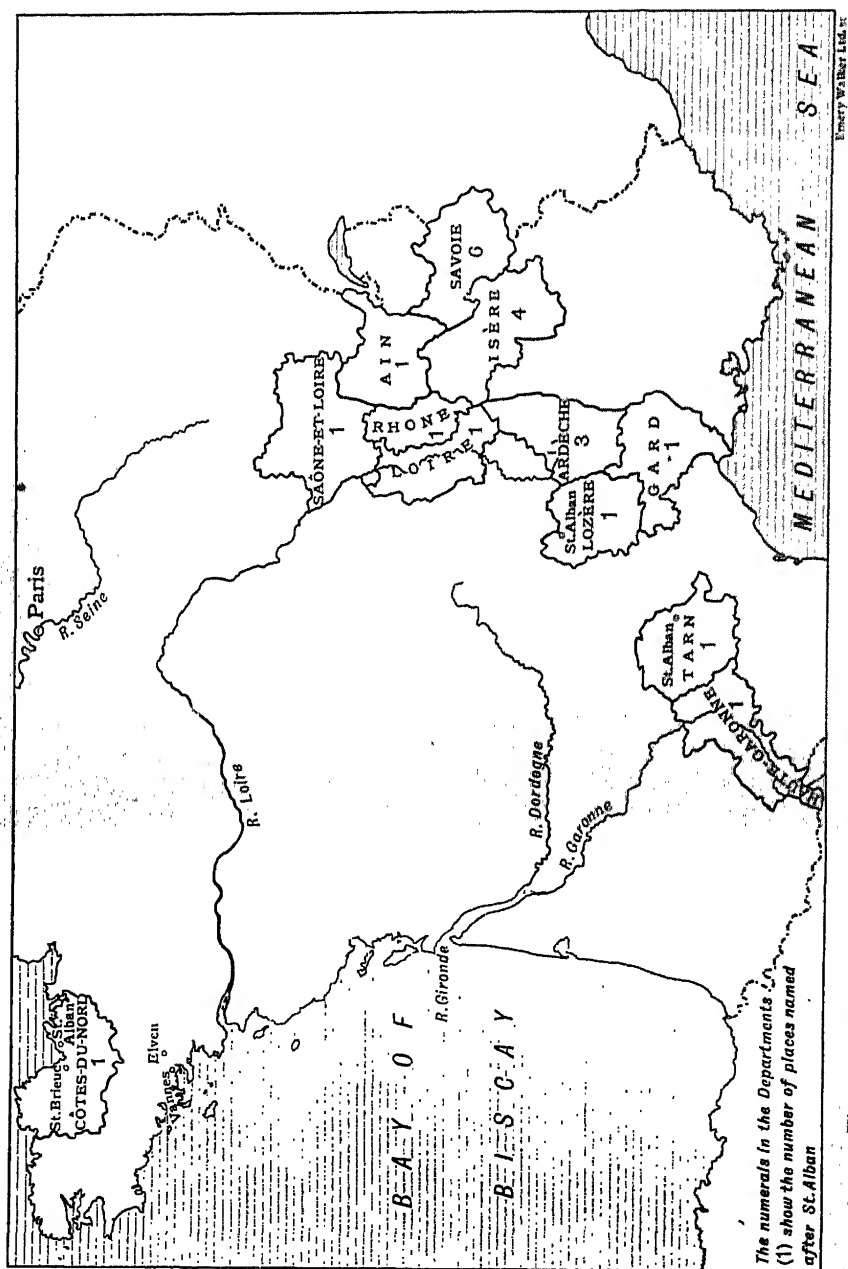 Paris
R. Seine
St. Brieuc
St. Alban
CÔTES-DU-NORD
1
Elven
Vannes
R. Loire
SAÔNE-ET-LOIRE
1
AIN
1
RHONE
1
LOIRE
1
SAVOIE
6
ISÈRE
4
ARDÈCHE
3
St. Alban
LOZÈRE
1
GARD
1
R. Dordogne
R. Garonne
R. Gironde
St. Alban
TARN
1
HAUTE-GARONNE
1
BAY OF
BISCAY
MEDITERRANEAN SEA
The numerals in the Departments
(1) show the number of places named
after St. Alban
Emery Walker Ltd. sc